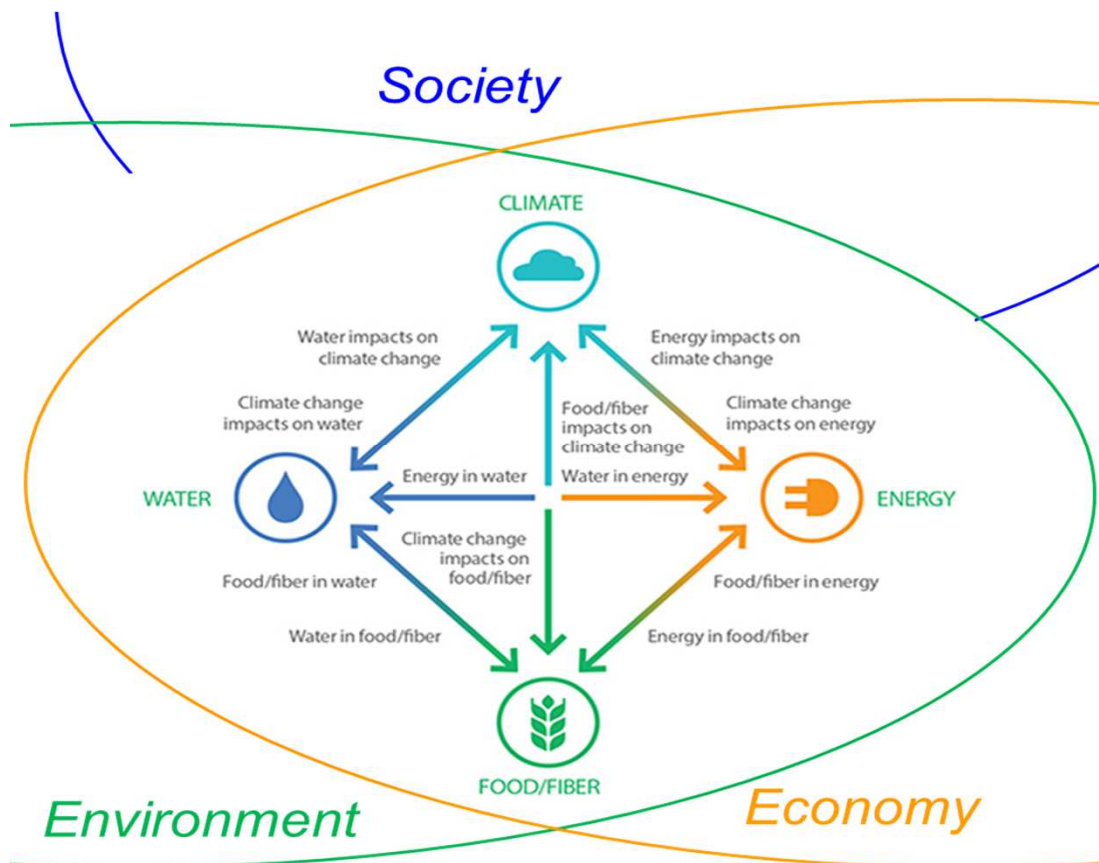 Society
CLIMATE
Water impacts on
climate change
Energy impacts on
climate change
Climate change
impacts on water
Food/fiber
impacts on
climate change
Climate change
impacts on energy
WATER
Energy in water
Water in energy
ENERGY
Climate change
impacts on
food/fiber
Food/fiber in water
Food/fiber in energy
Water in food/fiber
Energy in food/fiber
FOOD/FIBER
Environment
Economy